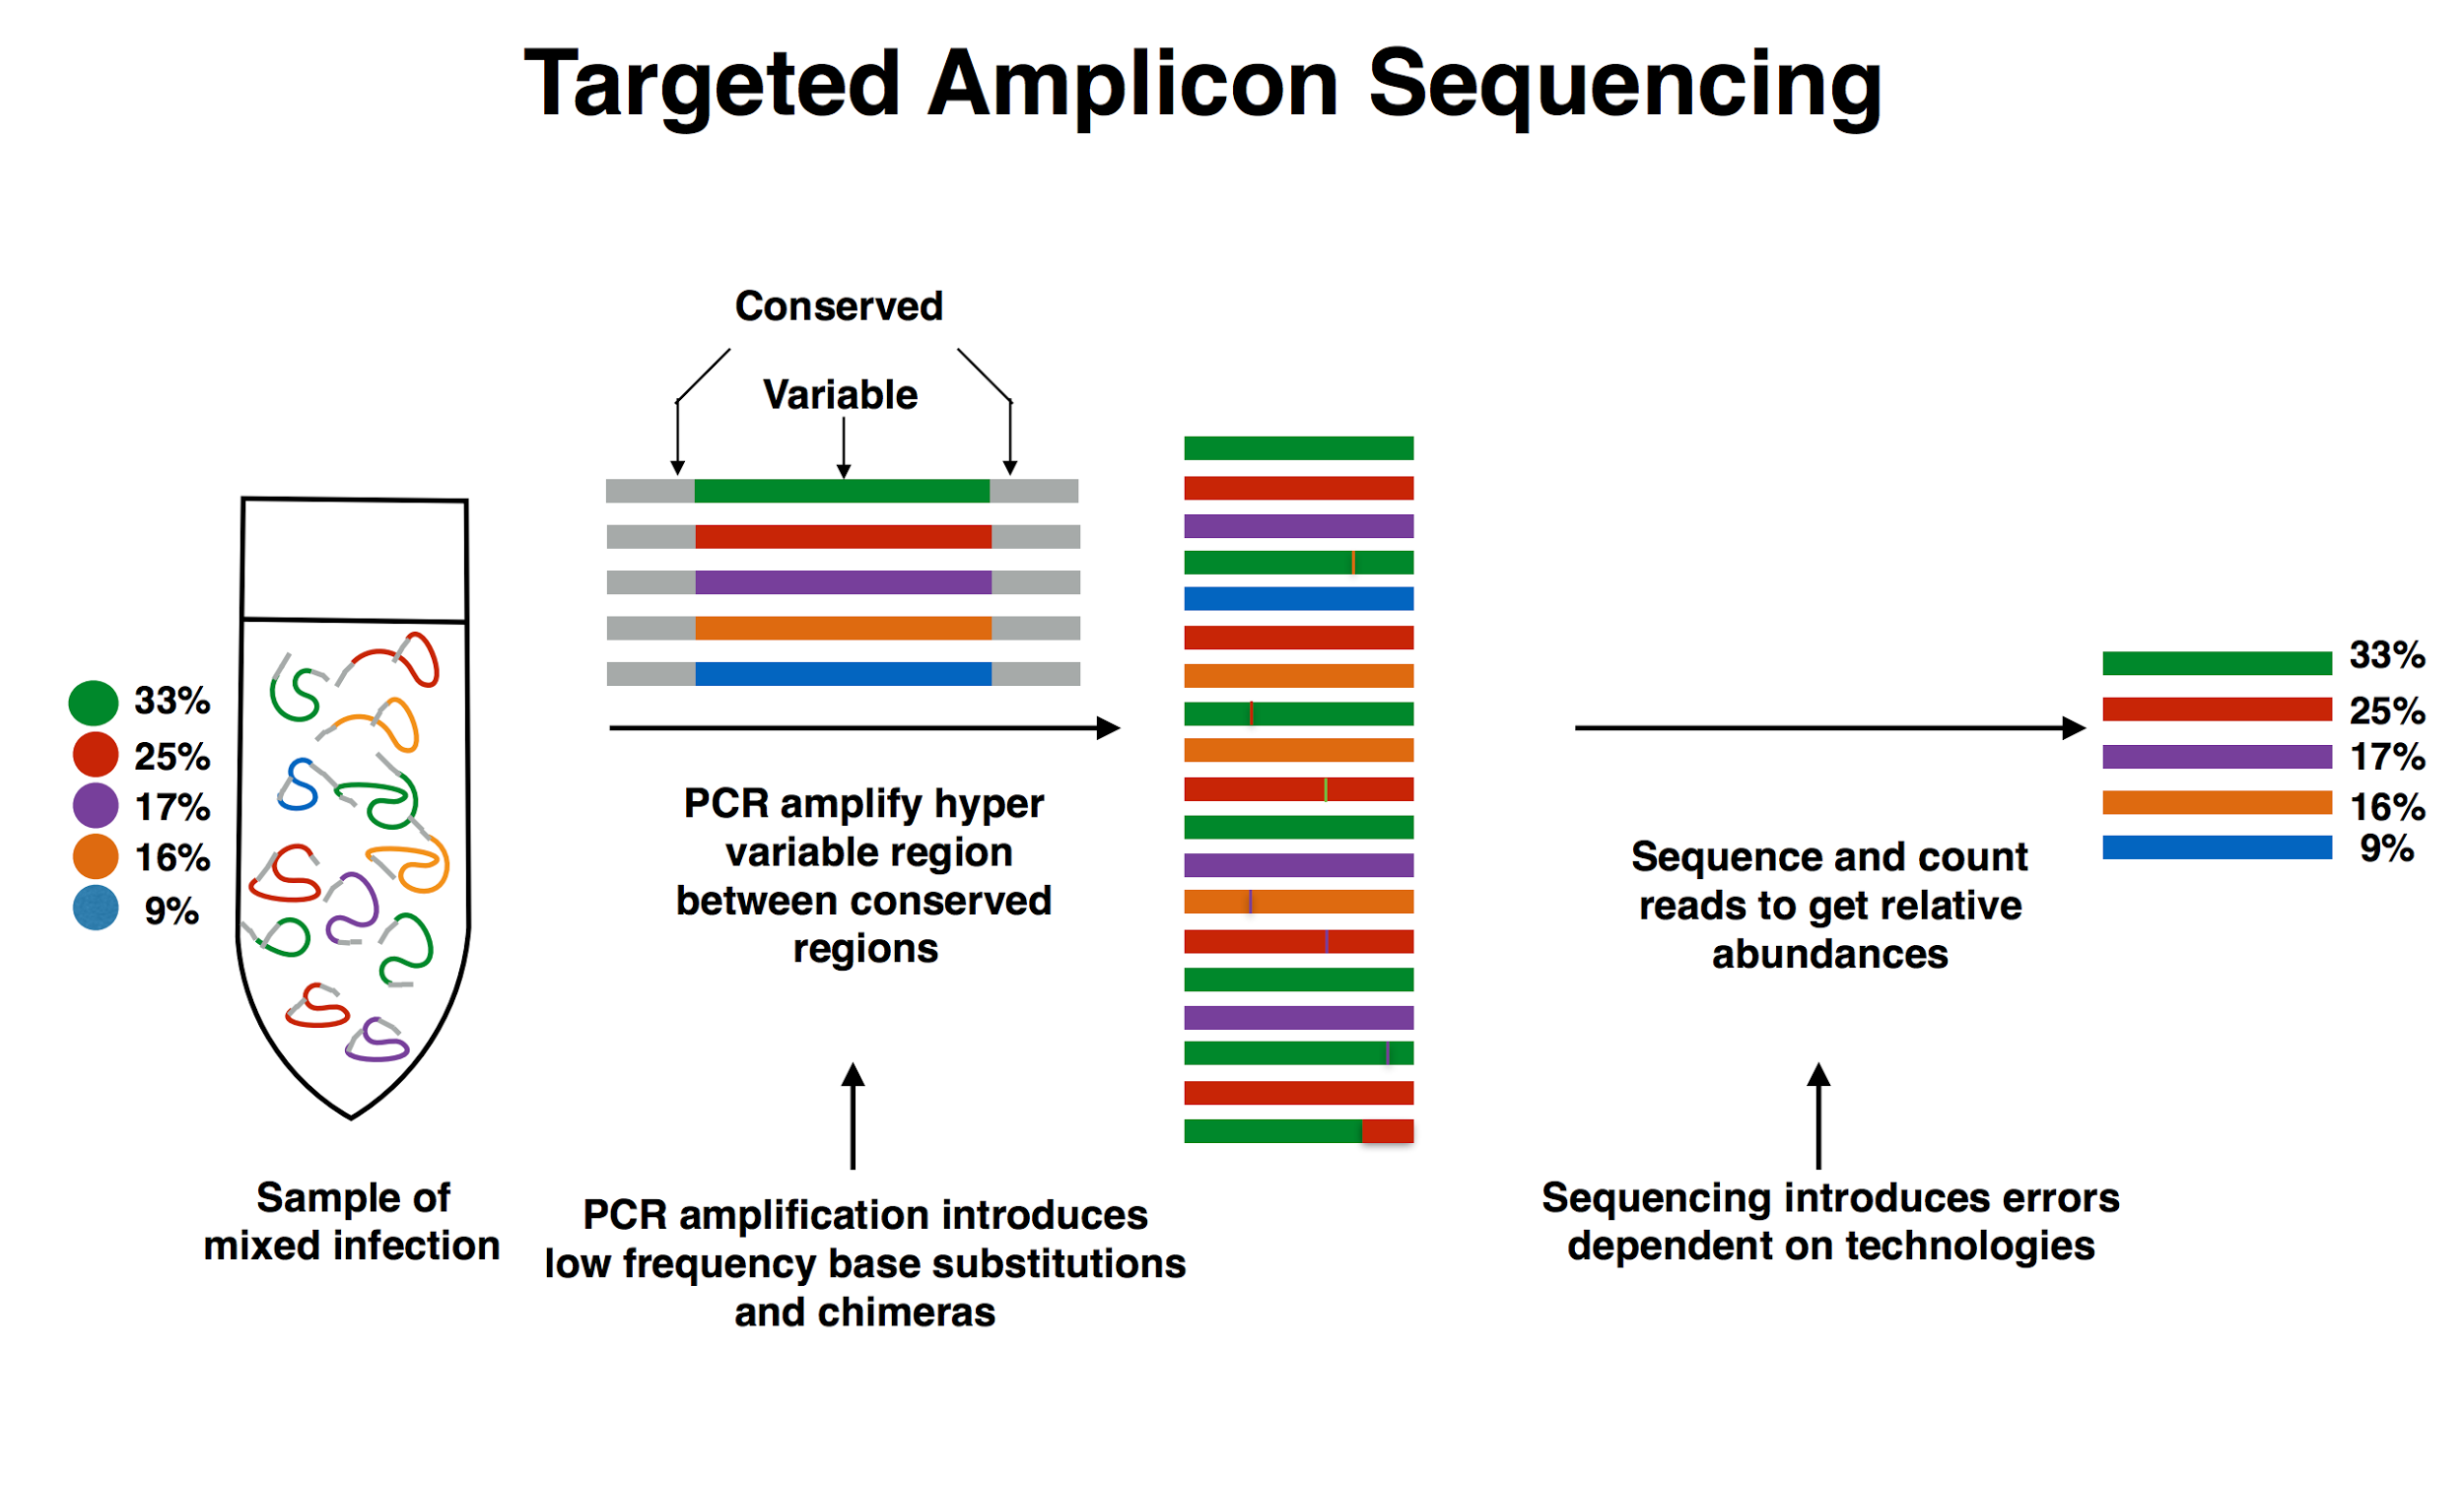 Targeted Amplicon Sequencing
Conserved
Variable
33%
25%
17%
16%
9%
PCR amplify hyper
variable region
between conserved
regions
Sequence and count
reads to get relative
abundances
33%
25%
17%
16%
9%
Sample of
mixed infection
PCR amplification introduces
low frequency base substitutions
and chimeras
Sequencing introduces errors
dependent on technologies